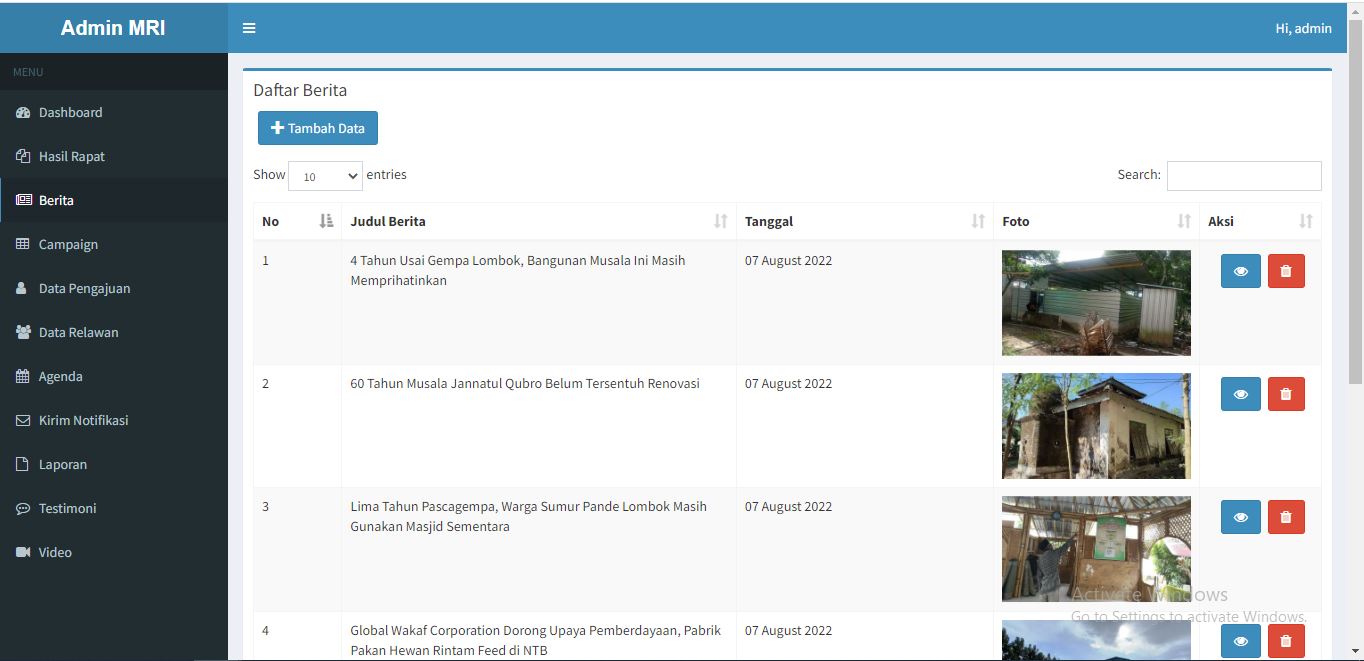 Admin MRI
Hi, admin
MENU
Dashboard
Hasil Rapat
Berita
Campaign
Data Pengajuan
Data Relawan
Agenda
Kirim Notifikasi
Laporan
Testimoni
Video
Daftar Berita
Tambah Data
Show 10 entries
Search:
No Judul Berita Tanggal Foto Aksi
1 4 Tahun Usai Gempa Lombok, Bangunan Musala Ini Masih 07 August 2022
Memprihatinkan
2 60 Tahun Musala Jannatul Qubro Belum Tersentuh Renovasi 07 August 2022
3 Lima Tahun Pascagempa, Warga Sumur Pande Lombok Masih 07 August 2022
Gunakan Masjid Sementara
4 Global Wakaf Corporation Dorong Upaya Pemberdayaan, Pabrik 07 August 2022
Pakan Hewan Rintam Feed di NTB
Activate Windows
Go to Settings to activate Windows.